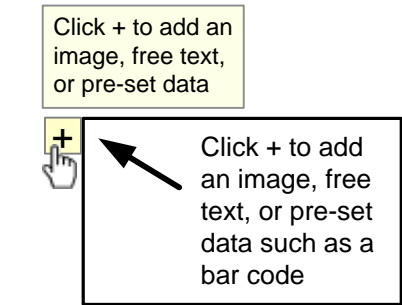 Click + to add an
image, free text,
or pre-set data
+
Click + to add
an image, free
text, or pre-set
data such as a
bar code